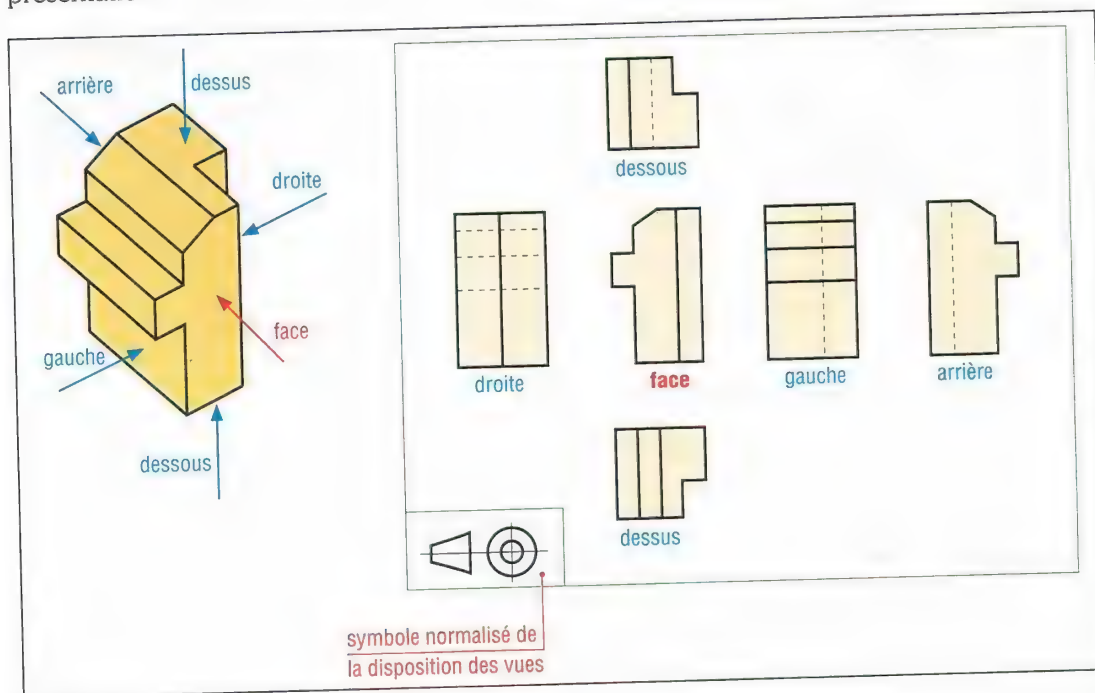 arrière
dessus
droite
face
gauche
dessous
dessous
droite
face
gauche
arrière
dessus
symbole normalisé de
la disposition des vues